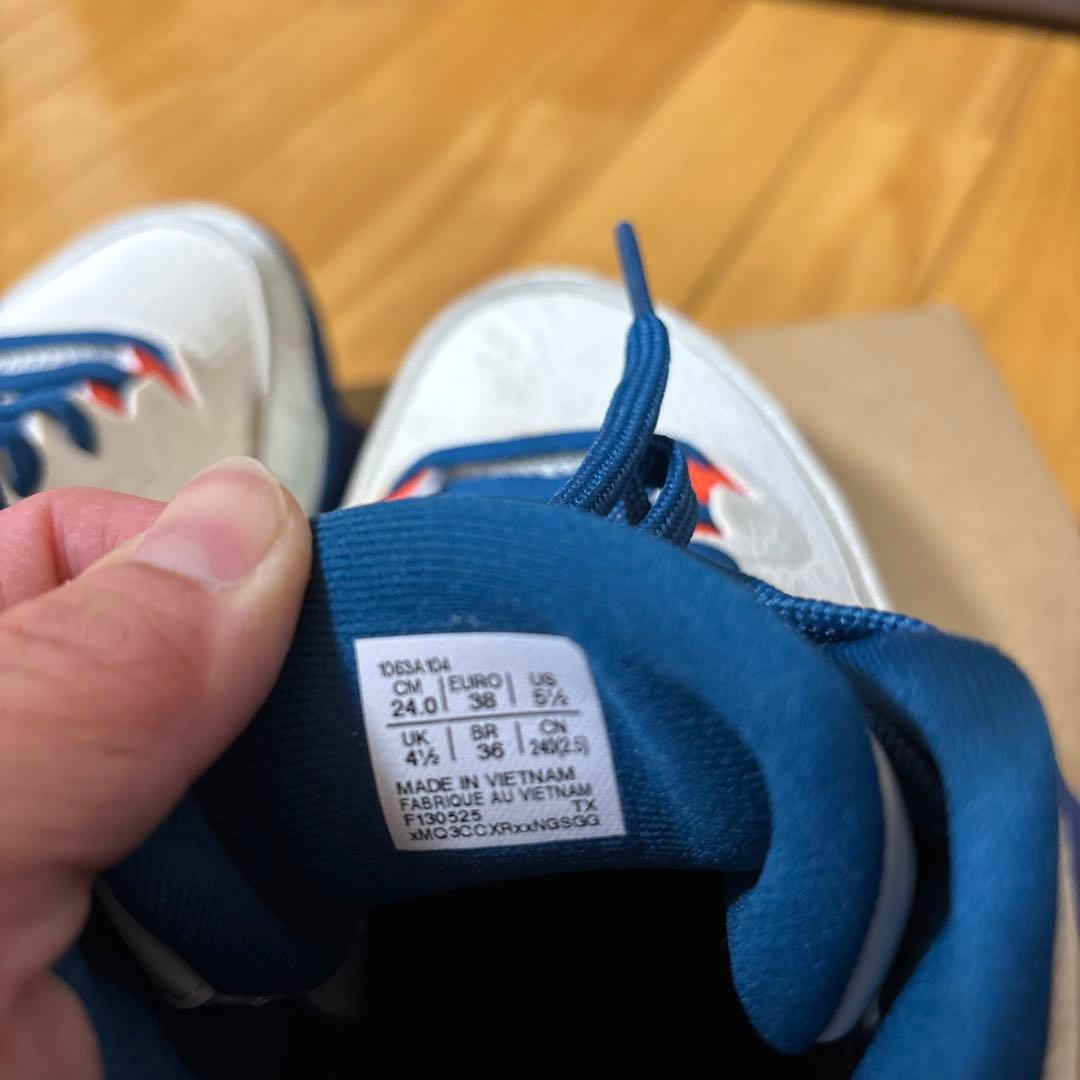 1063A104
CM EURO US
24.0 38 5½
UK BR CN
4½ 36 240(2.5)
MADE IN VIETNAM
FABRIQUE AU VIETNAM
F130525 TX
xMQ3CCXRxxNGSGG